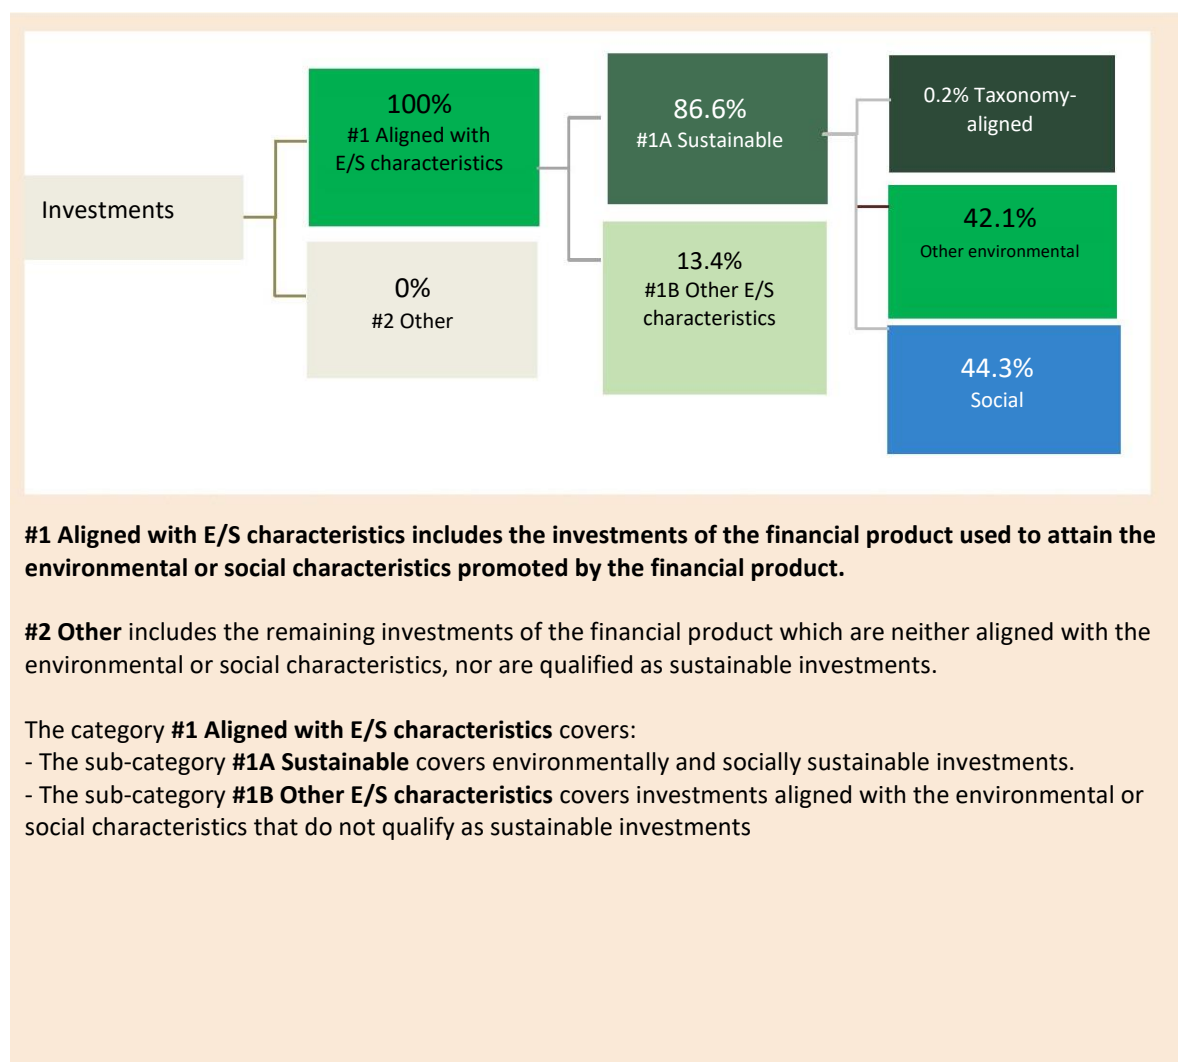 Investments
100%
#1 Aligned with
E/S characteristics
0%
#2 Other
86.6%
#1A Sustainable
13.4%
#1B Other E/S
characteristics
0.2% Taxonomy-
aligned
42.1%
Other environmental
44.3%
Social
#1 Aligned with E/S characteristics includes the investments of the financial product used to attain the
environmental or social characteristics promoted by the financial product.
#2 Other includes the remaining investments of the financial product which are neither aligned with the
environmental or social characteristics, nor are qualified as sustainable investments.
The category #1 Aligned with E/S characteristics covers:
- The sub-category #1A Sustainable covers environmentally and socially sustainable investments.
- The sub-category #1B Other E/S characteristics covers investments aligned with the environmental or
social characteristics that do not qualify as sustainable investments